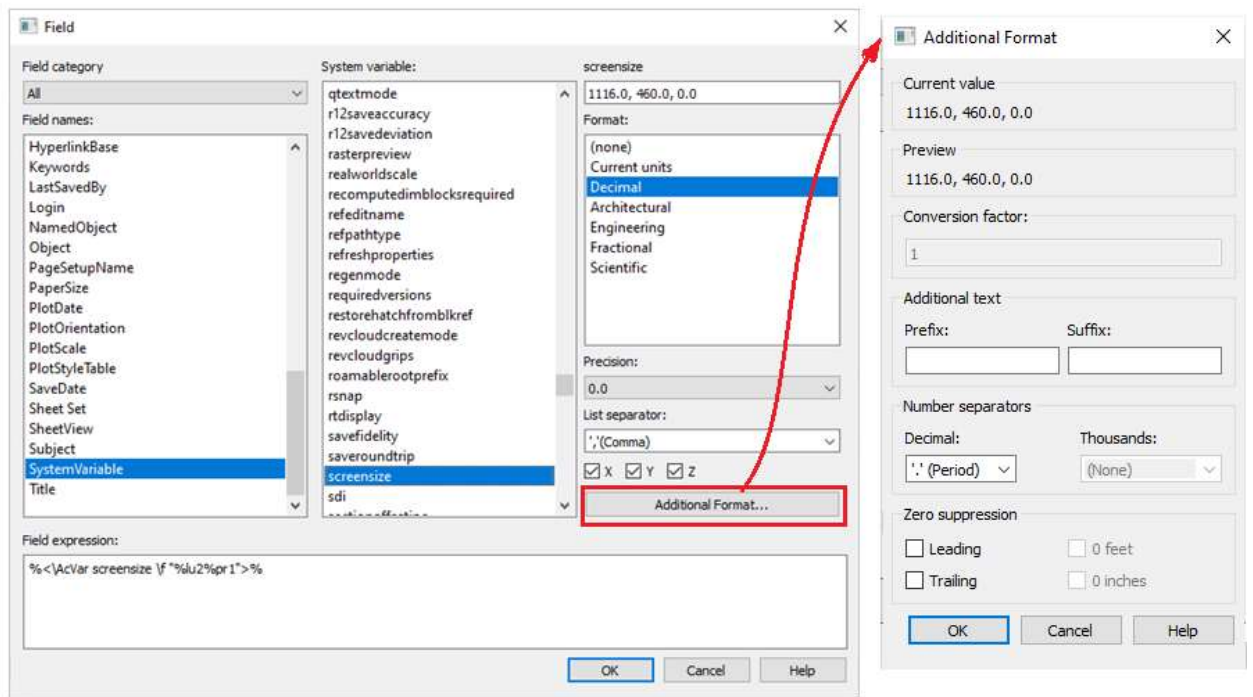 Field
Field category
All
Field names:
HyperlinkBase
Keywords
LastSavedBy
Login
NamedObject
Object
PageSetupName
PaperSize
PlotDate
PlotOrientation
PlotScale
PlotStyleTable
SaveDate
Sheet Set
SheetView
Subject
SystemVariable
Title
System variable:
qtextmode
r12saveaccuracy
r12savedeviation
rasterpreview
realworldscale
recomputedimblocksrequired
refeditname
refpathtype
refreshproperties
regenmode
requiredversions
restorehatchfromblkref
revcloudcreatemode
revcloudgrips
roamablerootprefix
rsnap
rtdisplay
savefidelity
saveroundtrip
screensize
sdi
screensize
1116.0, 460.0, 0.0
Format:
(none)
Current units
Decimal
Architectural
Engineering
Fractional
Scientific
Precision:
0.0
List separator:
','(Comma)
X Y Z
Additional Format...
Field expression:
%<\AcVar screensize \f "%lu2%pr1">%
OK Cancel Help
Additional Format
Current value
1116.0, 460.0, 0.0
Preview
1116.0, 460.0, 0.0
Conversion factor:
1
Additional text
Prefix: Suffix:
Number separators
Decimal: Thousands:
'.' (Period) (None)
Zero suppression
Leading 0 feet
Trailing 0 inches
OK Cancel Help